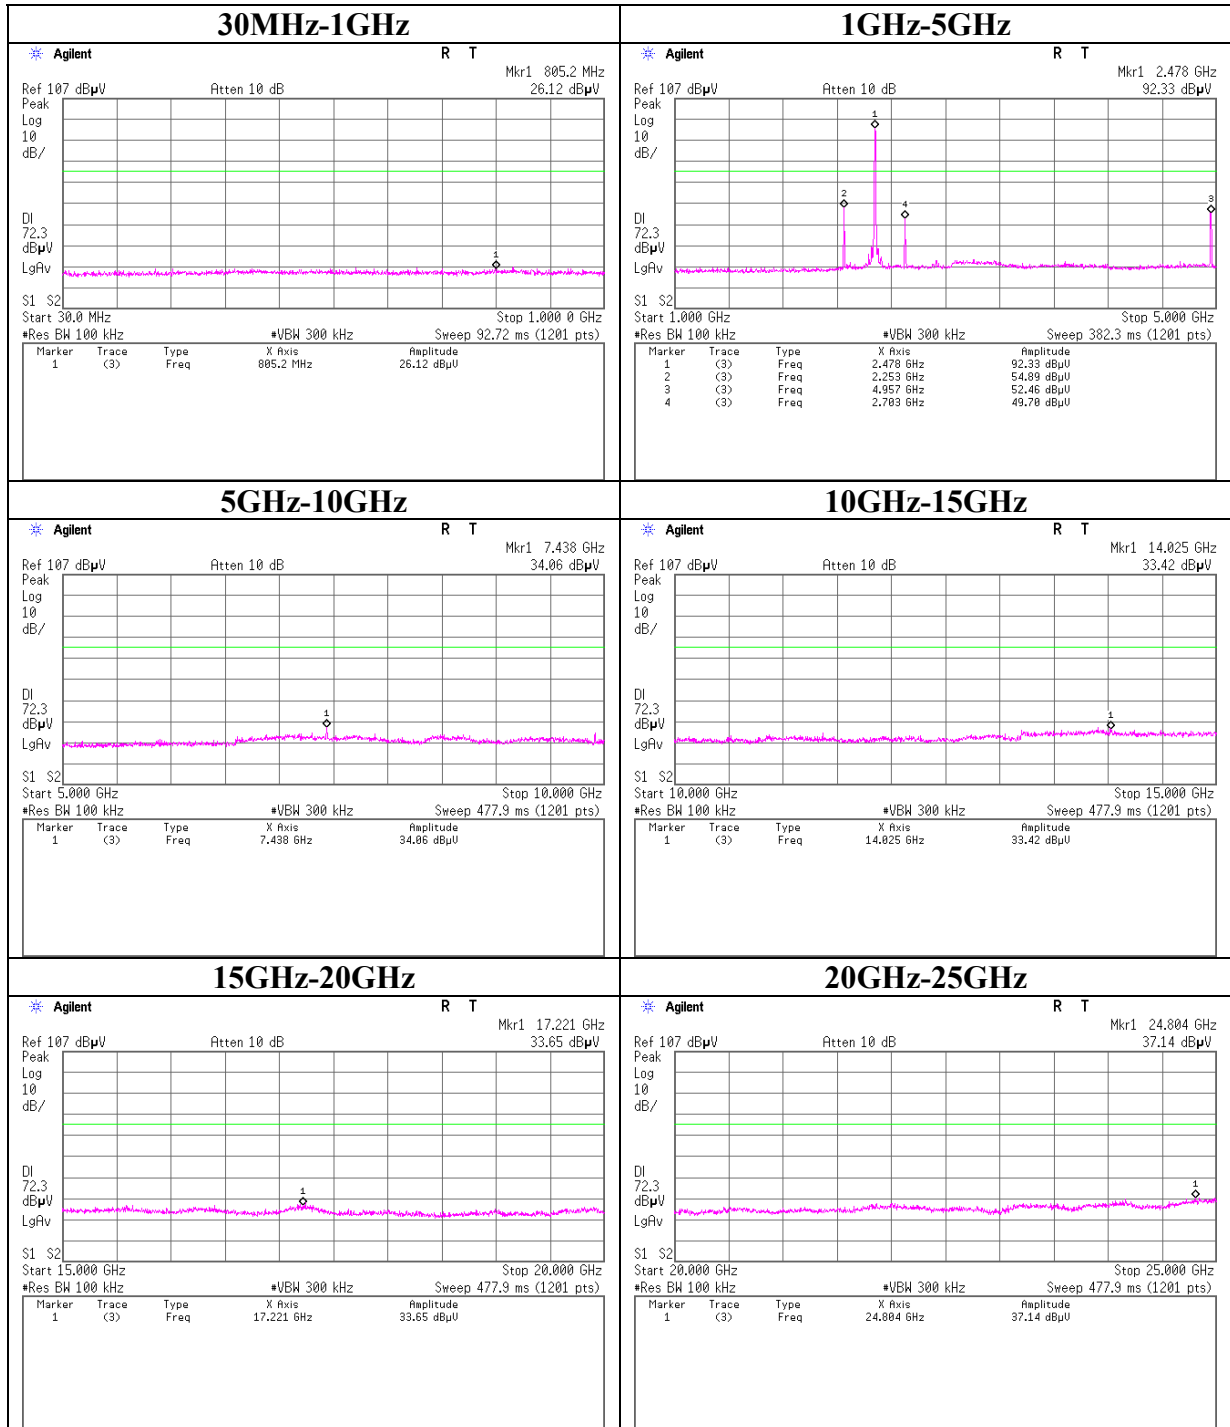 30MHz-1GHz
Agilent R T
Mkr1 805.2 MHz
Ref 107 dBµV Atten 10 dB 26.12 dBµV
Peak
Log
10
dB/
1
DI
72.3
dBµV
LgAv
S1 S2
Start 30.0 MHz Stop 1.000 0 GHz
#Res BW 100 kHz #VBW 300 kHz Sweep 92.72 ms (1201 pts)
Marker Trace Type X Axis Amplitude
1 (3) Freq 805.2 MHz 26.12 dBµV
1GHz-5GHz
Agilent R T
Mkr1 2.478 GHz
Ref 107 dBµV Atten 10 dB 92.33 dBµV
Peak
Log
10
dB/
1
2
3
4
DI
72.3
dBµV
LgAv
S1 S2
Start 1.000 GHz Stop 5.000 GHz
#Res BW 100 kHz #VBW 300 kHz Sweep 382.3 ms (1201 pts)
Marker Trace Type X Axis Amplitude
1 (3) Freq 2.478 GHz 92.33 dBµV
2 (3) Freq 2.253 GHz 54.89 dBµV
3 (3) Freq 4.957 GHz 52.46 dBµV
4 (3) Freq 2.703 GHz 49.70 dBµV
5GHz-10GHz
Agilent R T
Mkr1 7.438 GHz
Ref 107 dBµV Atten 10 dB 34.06 dBµV
Peak
Log
10
dB/
1
DI
72.3
dBµV
LgAv
S1 S2
Start 5.000 GHz Stop 10.000 GHz
#Res BW 100 kHz #VBW 300 kHz Sweep 477.9 ms (1201 pts)
Marker Trace Type X Axis Amplitude
1 (3) Freq 7.438 GHz 34.06 dBµV
10GHz-15GHz
Agilent R T
Mkr1 14.025 GHz
Ref 107 dBµV Atten 10 dB 33.42 dBµV
Peak
Log
10
dB/
1
DI
72.3
dBµV
LgAv
S1 S2
Start 10.000 GHz Stop 15.000 GHz
#Res BW 100 kHz #VBW 300 kHz Sweep 477.9 ms (1201 pts)
Marker Trace Type X Axis Amplitude
1 (3) Freq 14.025 GHz 33.42 dBµV
15GHz-20GHz
Agilent R T
Mkr1 17.221 GHz
Ref 107 dBµV Atten 10 dB 33.65 dBµV
Peak
Log
10
dB/
1
DI
72.3
dBµV
LgAv
S1 S2
Start 15.000 GHz Stop 20.000 GHz
#Res BW 100 kHz #VBW 300 kHz Sweep 477.9 ms (1201 pts)
Marker Trace Type X Axis Amplitude
1 (3) Freq 17.221 GHz 33.65 dBµV
20GHz-25GHz
Agilent R T
Mkr1 24.804 GHz
Ref 107 dBµV Atten 10 dB 37.14 dBµV
Peak
Log
10
dB/
1
DI
72.3
dBµV
LgAv
S1 S2
Start 20.000 GHz Stop 25.000 GHz
#Res BW 100 kHz #VBW 300 kHz Sweep 477.9 ms (1201 pts)
Marker Trace Type X Axis Amplitude
1 (3) Freq 24.804 GHz 37.14 dBµV